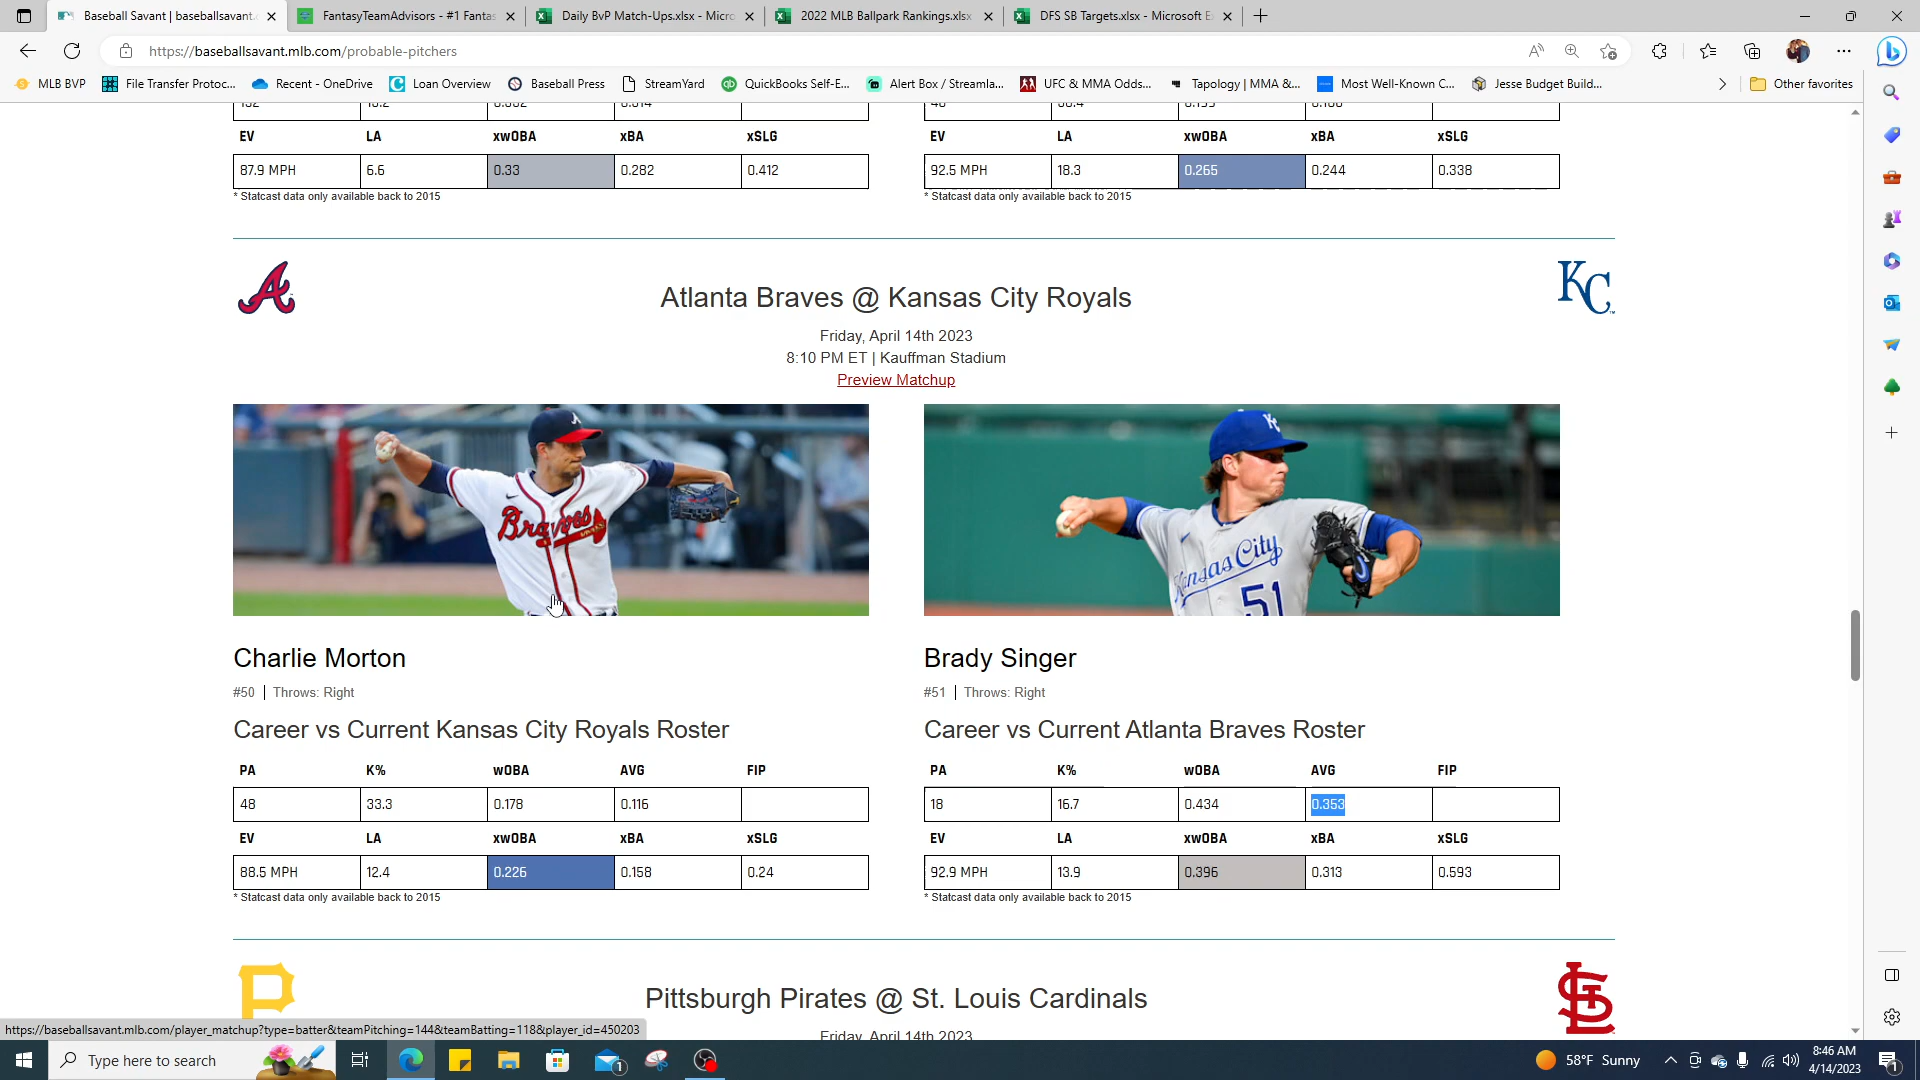 Baseball Savant | baseballsavant.
FantasyTeamAdvisors - #1 Fantas
Daily BvP Match-Ups.xlsx - Micro
2022 MLB Ballpark Rankings.xlsx
DFS SB Targets.xlsx - Microsoft E
https://baseballsavant.mlb.com/probable-pitchers
MLB BVP
File Transfer Protoc...
Recent - OneDrive
Loan Overview
Baseball Press
StreamYard
QuickBooks Self-E...
Alert Box / Streamla...
UFC & MMA Odds...
Tapology | MMA &...
Most Well-Known C...
Jesse Budget Build...
Other favorites
EV LA xwOBA xBA xSLG
87.9 MPH 6.6 0.33 0.282 0.412
* Statcast data only available back to 2015
EV LA xwOBA xBA xSLG
92.5 MPH 18.3 0.265 0.244 0.338
* Statcast data only available back to 2015
Atlanta Braves @ Kansas City Royals
Friday, April 14th 2023
8:10 PM ET | Kauffman Stadium
Preview Matchup
A
KC
Braves
Kansas City
51
Charlie Morton
#50 | Throws: Right
Career vs Current Kansas City Royals Roster
PA K% wOBA AVG FIP
48 33.3 0.178 0.116
EV LA xwOBA xBA xSLG
88.5 MPH 12.4 0.226 0.158 0.24
* Statcast data only available back to 2015
Brady Singer
#51 | Throws: Right
Career vs Current Atlanta Braves Roster
PA K% wOBA AVG FIP
18 16.7 0.434 0.353
EV LA xwOBA xBA xSLG
92.9 MPH 13.9 0.396 0.313 0.593
* Statcast data only available back to 2015
P
Pittsburgh Pirates @ St. Louis Cardinals
Friday, April 14th 2023
STL
https://baseballsavant.mlb.com/player_matchup?type=batter&teamPitching=144&teamBatting=118&player_id=450203
Type here to search
1
58°F Sunny
8:46 AM
4/14/2023
1